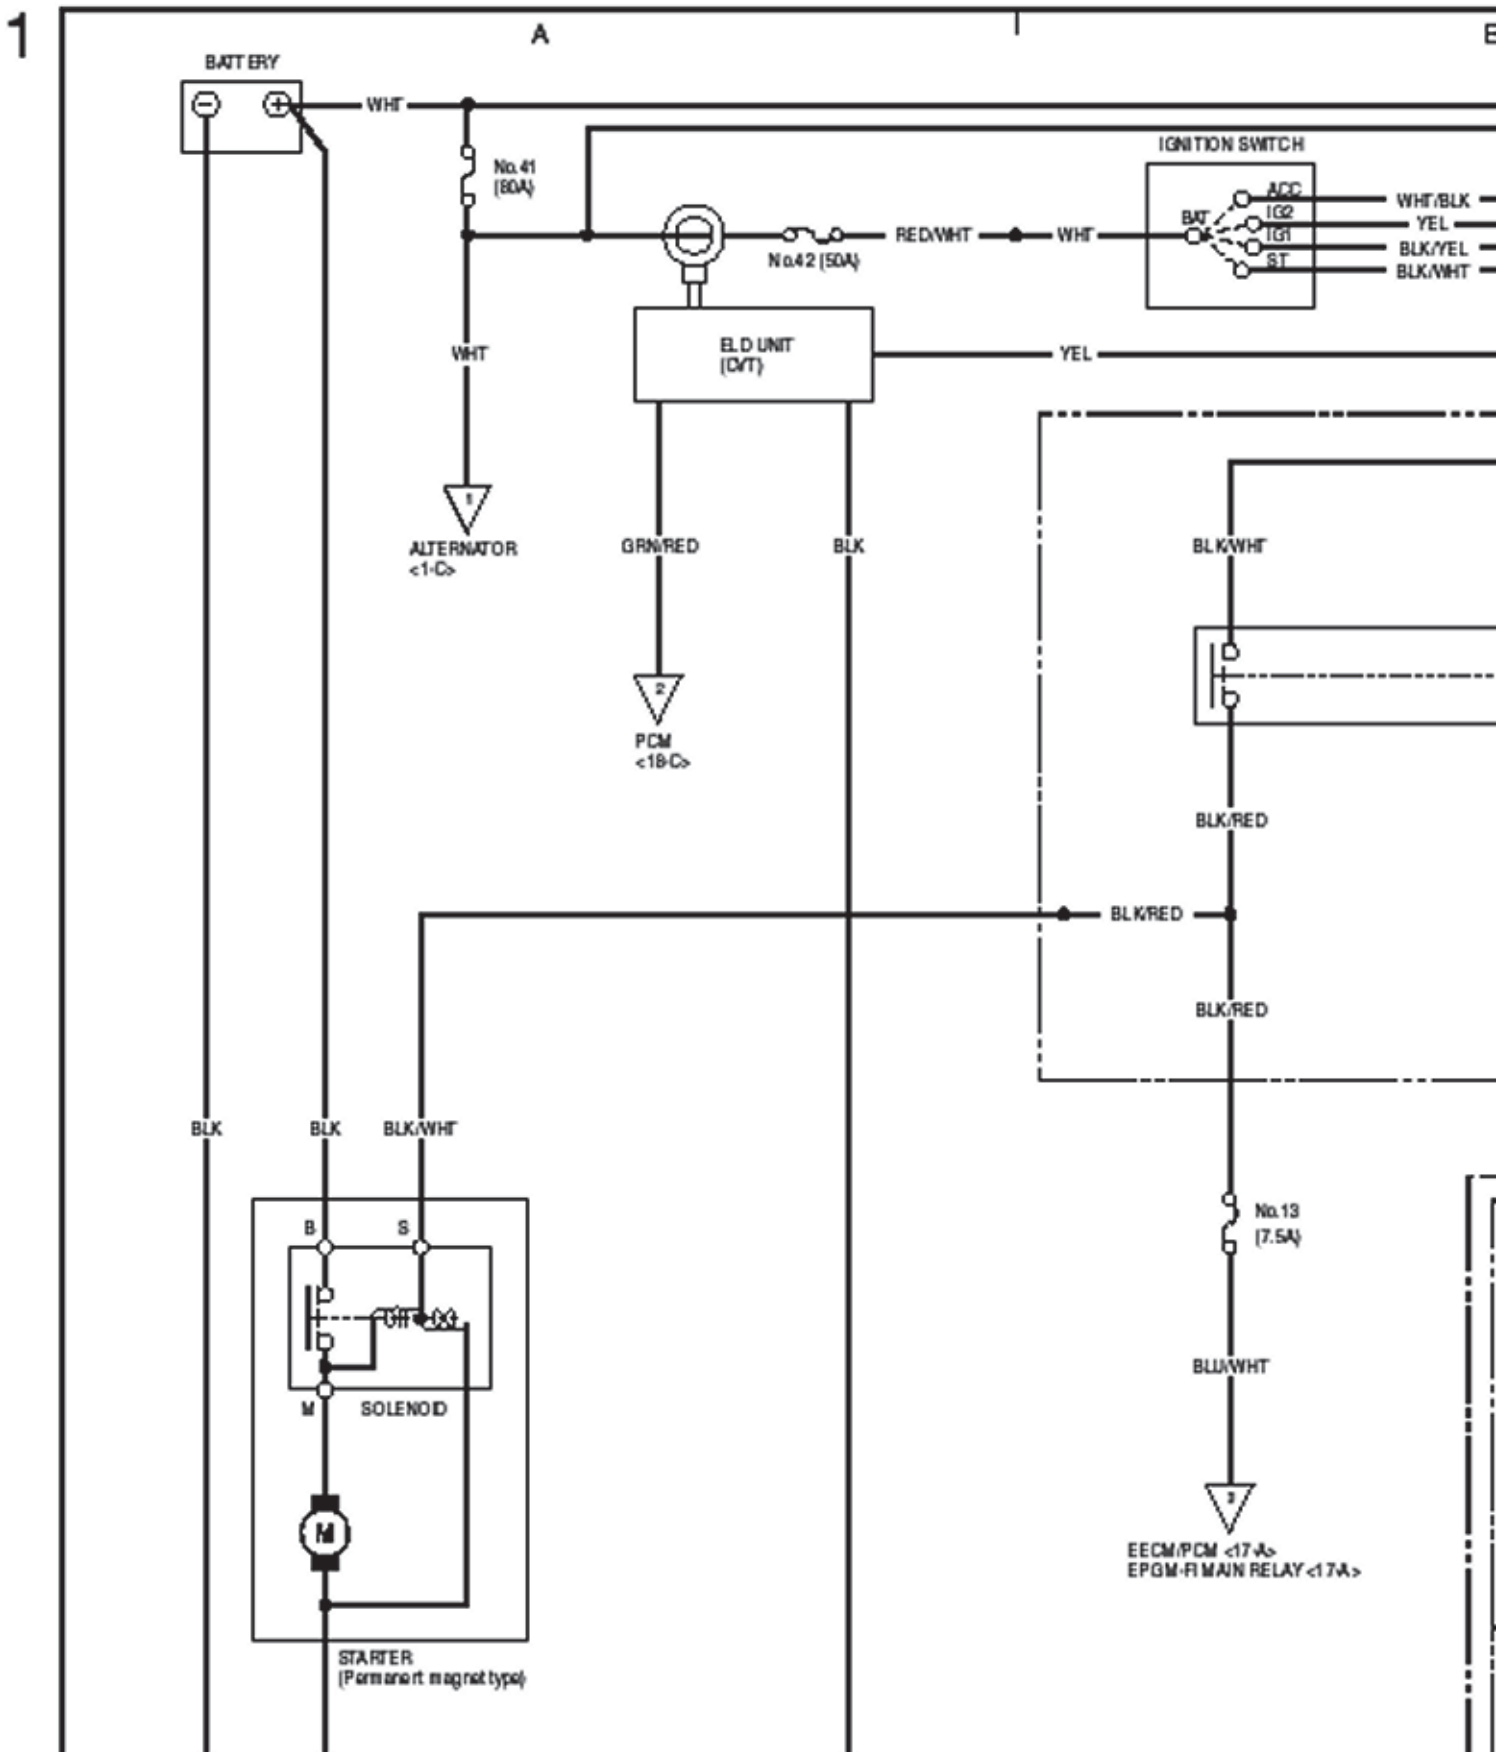 1
A
BATTERY
WHT
No.41
(80A)
IGNITION SWITCH
ACC
WHT/BLK
IG2
BAT
YEL
RED/WHT
WHT
IG1
BLK/YEL
No.42 (50A)
ST
BLK/WHT
ELD UNIT
(CVT)
WHT
YEL
1
ALTERNATOR
<1-C>
GRN/RED
BLK
BLK/WHT
2
PCM
<18-C>
BLK/RED
BLK/RED
BLK/RED
BLK
BLK
BLK/WHT
No.13
(7.5A)
B
S
BLU/WHT
M
SOLENOID
3
M
EECM/PCM <17-A>
EPGM-FI MAIN RELAY <17-A>
STARTER
(Permanent magnet type)